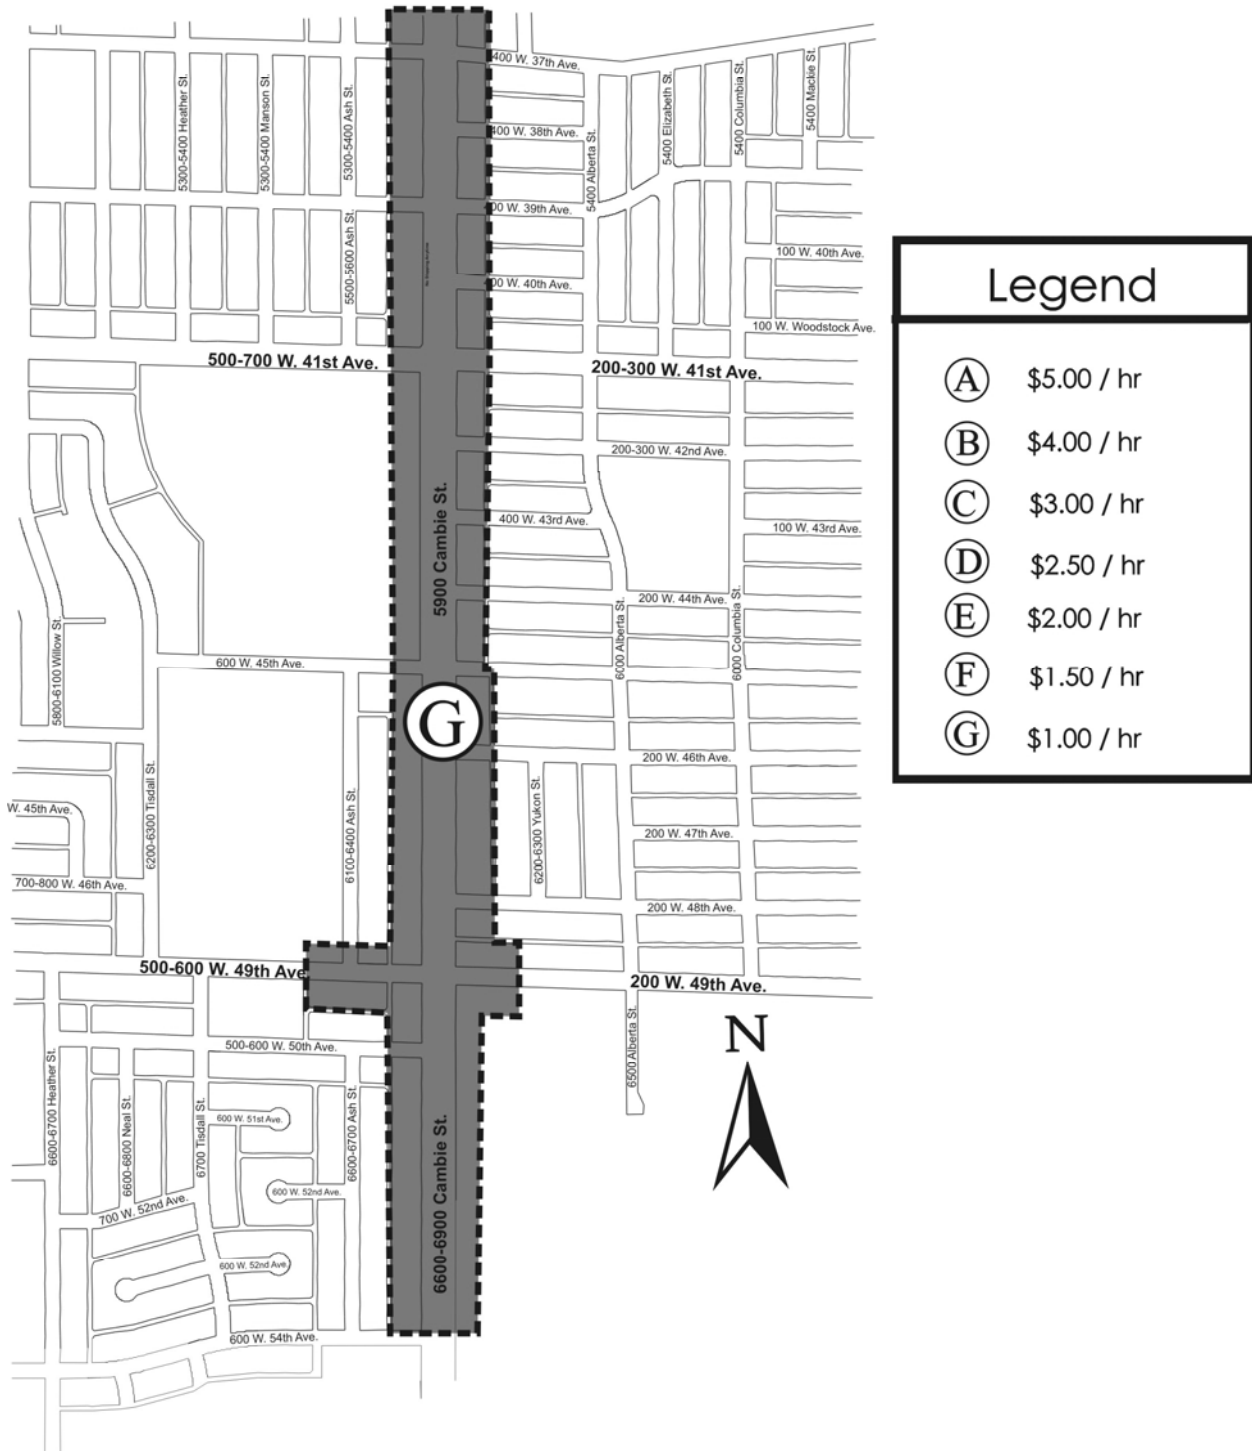 400 W. 37th Ave.
5300-5400 Heather St.
5300-5400 Manson St.
5300-5400 Ash St.
400 W. 38th Ave.
5400 Alberta St.
5400 Elizabeth St.
5400 Columbia St.
5400 Mackie St.
400 W. 39th Ave.
5500-5600 Ash St.
100 W. 40th Ave.
400 W. 40th Ave.
100 W. Woodstock Ave.
500-700 W. 41st Ave.
200-300 W. 41st Ave.
200-300 W. 42nd Ave.
5900 Cambie St.
400 W. 43rd Ave.
100 W. 43rd Ave.
200 W. 44th Ave.
6000 Alberta St.
6000 Columbia St.
5800-6100 Willow St.
600 W. 45th Ave.
G
200 W. 46th Ave.
6200-6300 Tisdall St.
6100-6400 Ash St.
6200-6300 Yukon St.
W. 45th Ave.
200 W. 47th Ave.
700-800 W. 46th Ave.
200 W. 48th Ave.
500-600 W. 49th Ave
200 W. 49th Ave.
6500 Alberta St.
500-600 W. 50th Ave.
6600-6700 Heather St.
6600-6800 Neal St.
6700 Tisdall St.
600 W. 51st Ave.
6600-6700 Ash St.
600 W. 52nd Ave.
700 W. 52nd Ave.
600 W. 52nd Ave.
6600-6900 Cambie St.
600 W. 54th Ave.
N
Legend
A $5.00 / hr
B $4.00 / hr
C $3.00 / hr
D $2.50 / hr
E $2.00 / hr
F $1.50 / hr
G $1.00 / hr